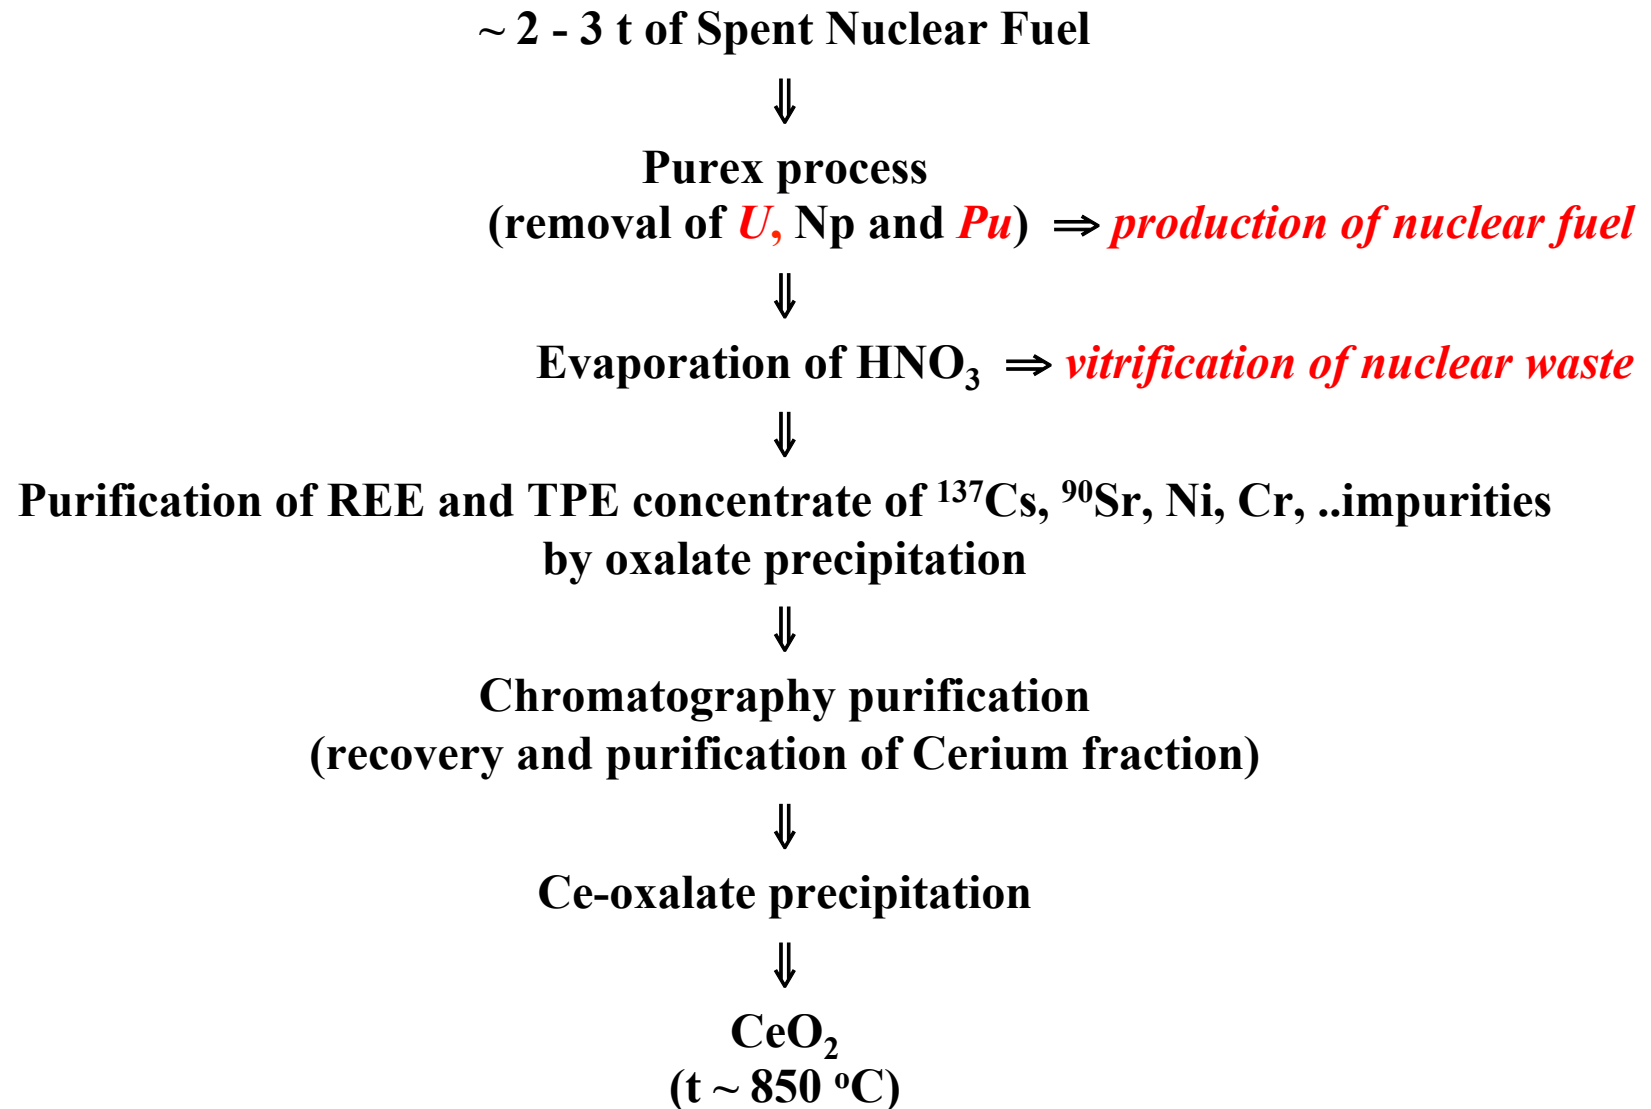 ~ 2 - 3 t of Spent Nuclear Fuel
⇓
Purex process
(removal of U, Np and Pu) ⇒ production of nuclear fuel
⇓
Evaporation of HNO₃ ⇒ vitrification of nuclear waste
⇓
Purification of REE and TPE concentrate of ¹³⁷Cs, ⁹⁰Sr, Ni, Cr, ..impurities
by oxalate precipitation
⇓
Chromatography purification
(recovery and purification of Cerium fraction)
⇓
Ce-oxalate precipitation
⇓
CeO₂
(t ~ 850 ᵒC)